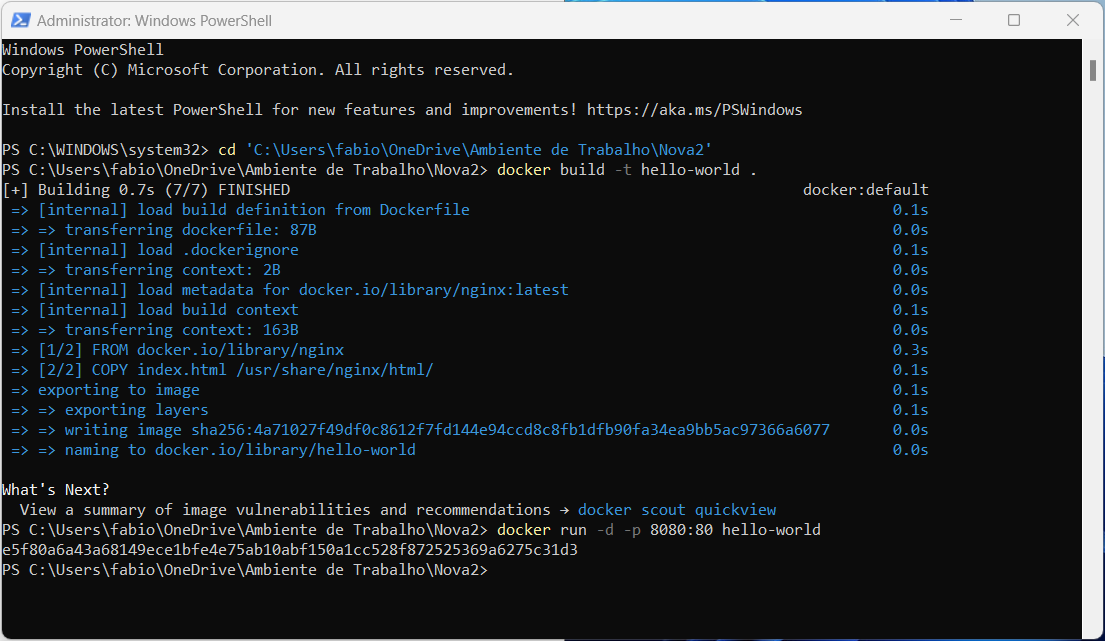 Administrator: Windows PowerShell
Windows PowerShell
Copyright (C) Microsoft Corporation. All rights reserved.
Install the latest PowerShell for new features and improvements! https://aka.ms/PSWindows
PS C:\WINDOWS\system32> cd 'C:\Users\fabio\OneDrive\Ambiente de Trabalho\Nova2'
PS C:\Users\fabio\OneDrive\Ambiente de Trabalho\Nova2> docker build -t hello-world .
[+] Building 0.7s (7/7) FINISHED docker:default
=> [internal] load build definition from Dockerfile 0.1s
=> => transferring dockerfile: 87B 0.0s
=> [internal] load .dockerignore 0.1s
=> => transferring context: 2B 0.0s
=> [internal] load metadata for docker.io/library/nginx:latest 0.0s
=> [internal] load build context 0.1s
=> => transferring context: 163B 0.0s
=> [1/2] FROM docker.io/library/nginx 0.3s
=> [2/2] COPY index.html /usr/share/nginx/html/ 0.1s
=> exporting to image 0.1s
=> => exporting layers 0.1s
=> => writing image sha256:4a71027f49df0c8612f7fd144e94ccd8c8fb1dfb90fa34ea9bb5ac97366a6077 0.0s
=> => naming to docker.io/library/hello-world 0.0s
What's Next?
View a summary of image vulnerabilities and recommendations → docker scout quickview
PS C:\Users\fabio\OneDrive\Ambiente de Trabalho\Nova2> docker run -d -p 8080:80 hello-world
e5f80a6a43a68149ece1bfe4e75ab10abf150a1cc528f872525369a6275c31d3
PS C:\Users\fabio\OneDrive\Ambiente de Trabalho\Nova2>